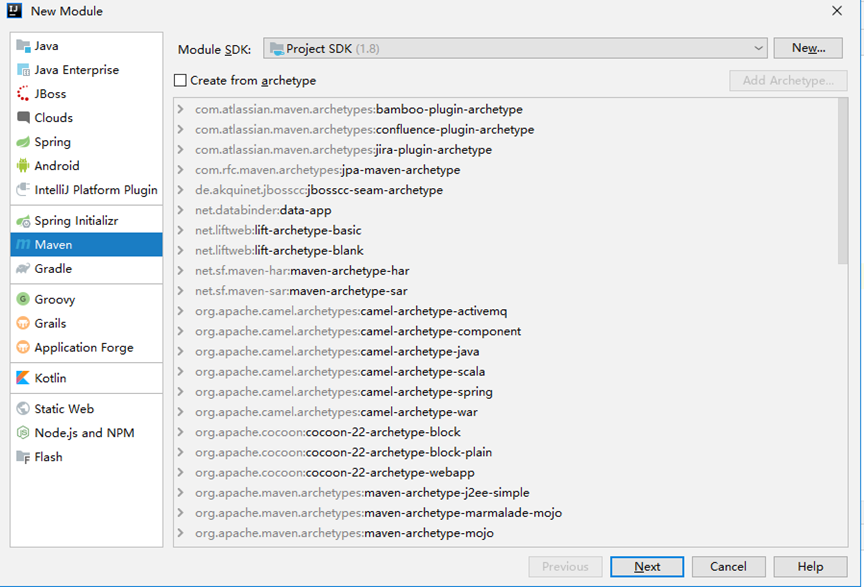 New Module
Java
Java Enterprise
JBoss
Clouds
Spring
Android
IntelliJ Platform Plugin
Spring Initializr
m Maven
Gradle
G Groovy
Grails
Application Forge
Kotlin
Static Web
Node.js and NPM
Flash
Module SDK: Project SDK (1.8) New...
Create from archetype Add Archetype...
com.atlassian.maven.archetypes:bamboo-plugin-archetype
com.atlassian.maven.archetypes:confluence-plugin-archetype
com.atlassian.maven.archetypes:jira-plugin-archetype
com.rfc.maven.archetypes:jpa-maven-archetype
de.akquinet.jbosscc:jbosscc-seam-archetype
net.databinder:data-app
net.liftweb:lift-archetype-basic
net.liftweb:lift-archetype-blank
net.sf.maven-har:maven-archetype-har
net.sf.maven-sar:maven-archetype-sar
org.apache.camel.archetypes:camel-archetype-activemq
org.apache.camel.archetypes:camel-archetype-component
org.apache.camel.archetypes:camel-archetype-java
org.apache.camel.archetypes:camel-archetype-scala
org.apache.camel.archetypes:camel-archetype-spring
org.apache.camel.archetypes:camel-archetype-war
org.apache.cocoon:cocoon-22-archetype-block
org.apache.cocoon:cocoon-22-archetype-block-plain
org.apache.cocoon:cocoon-22-archetype-webapp
org.apache.maven.archetypes:maven-archetype-j2ee-simple
org.apache.maven.archetypes:maven-archetype-marmalade-mojo
org.apache.maven.archetypes:maven-archetype-mojo
Previous Next Cancel Help